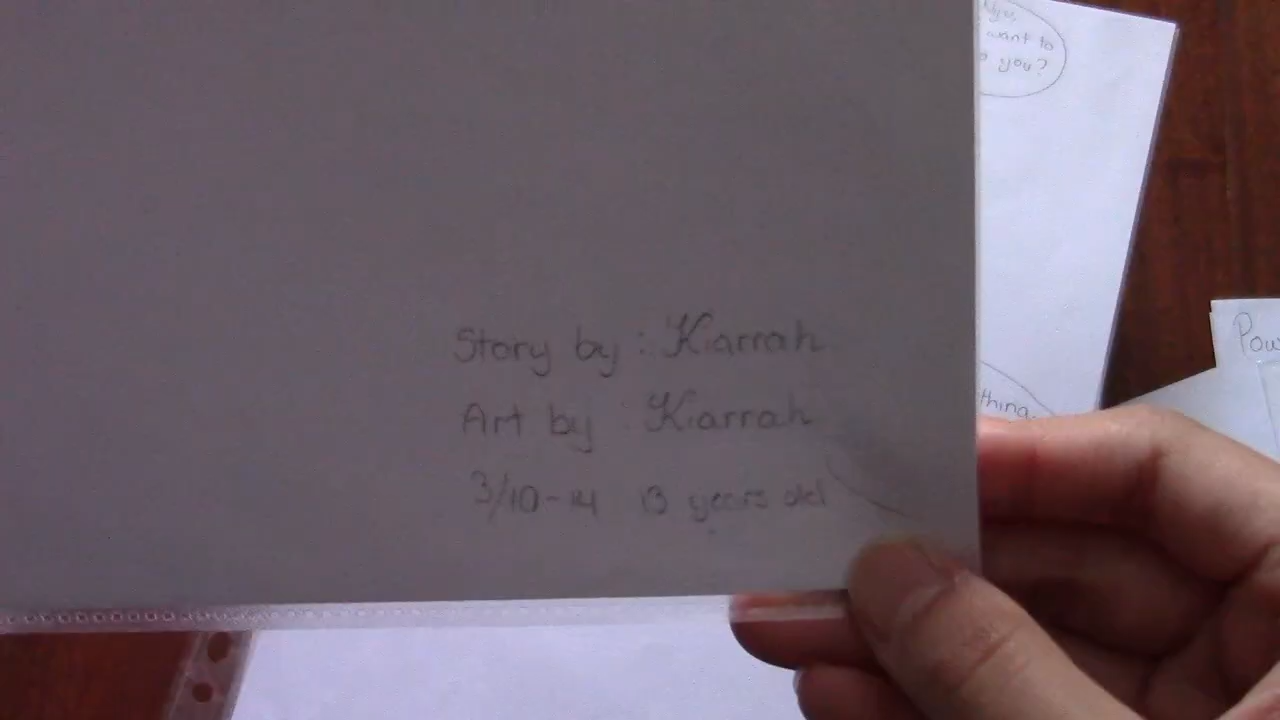 want to
you?
Pow
thing.
Story by : Kiarrah
Art by : Kiarrah
3/10-14 13 years old